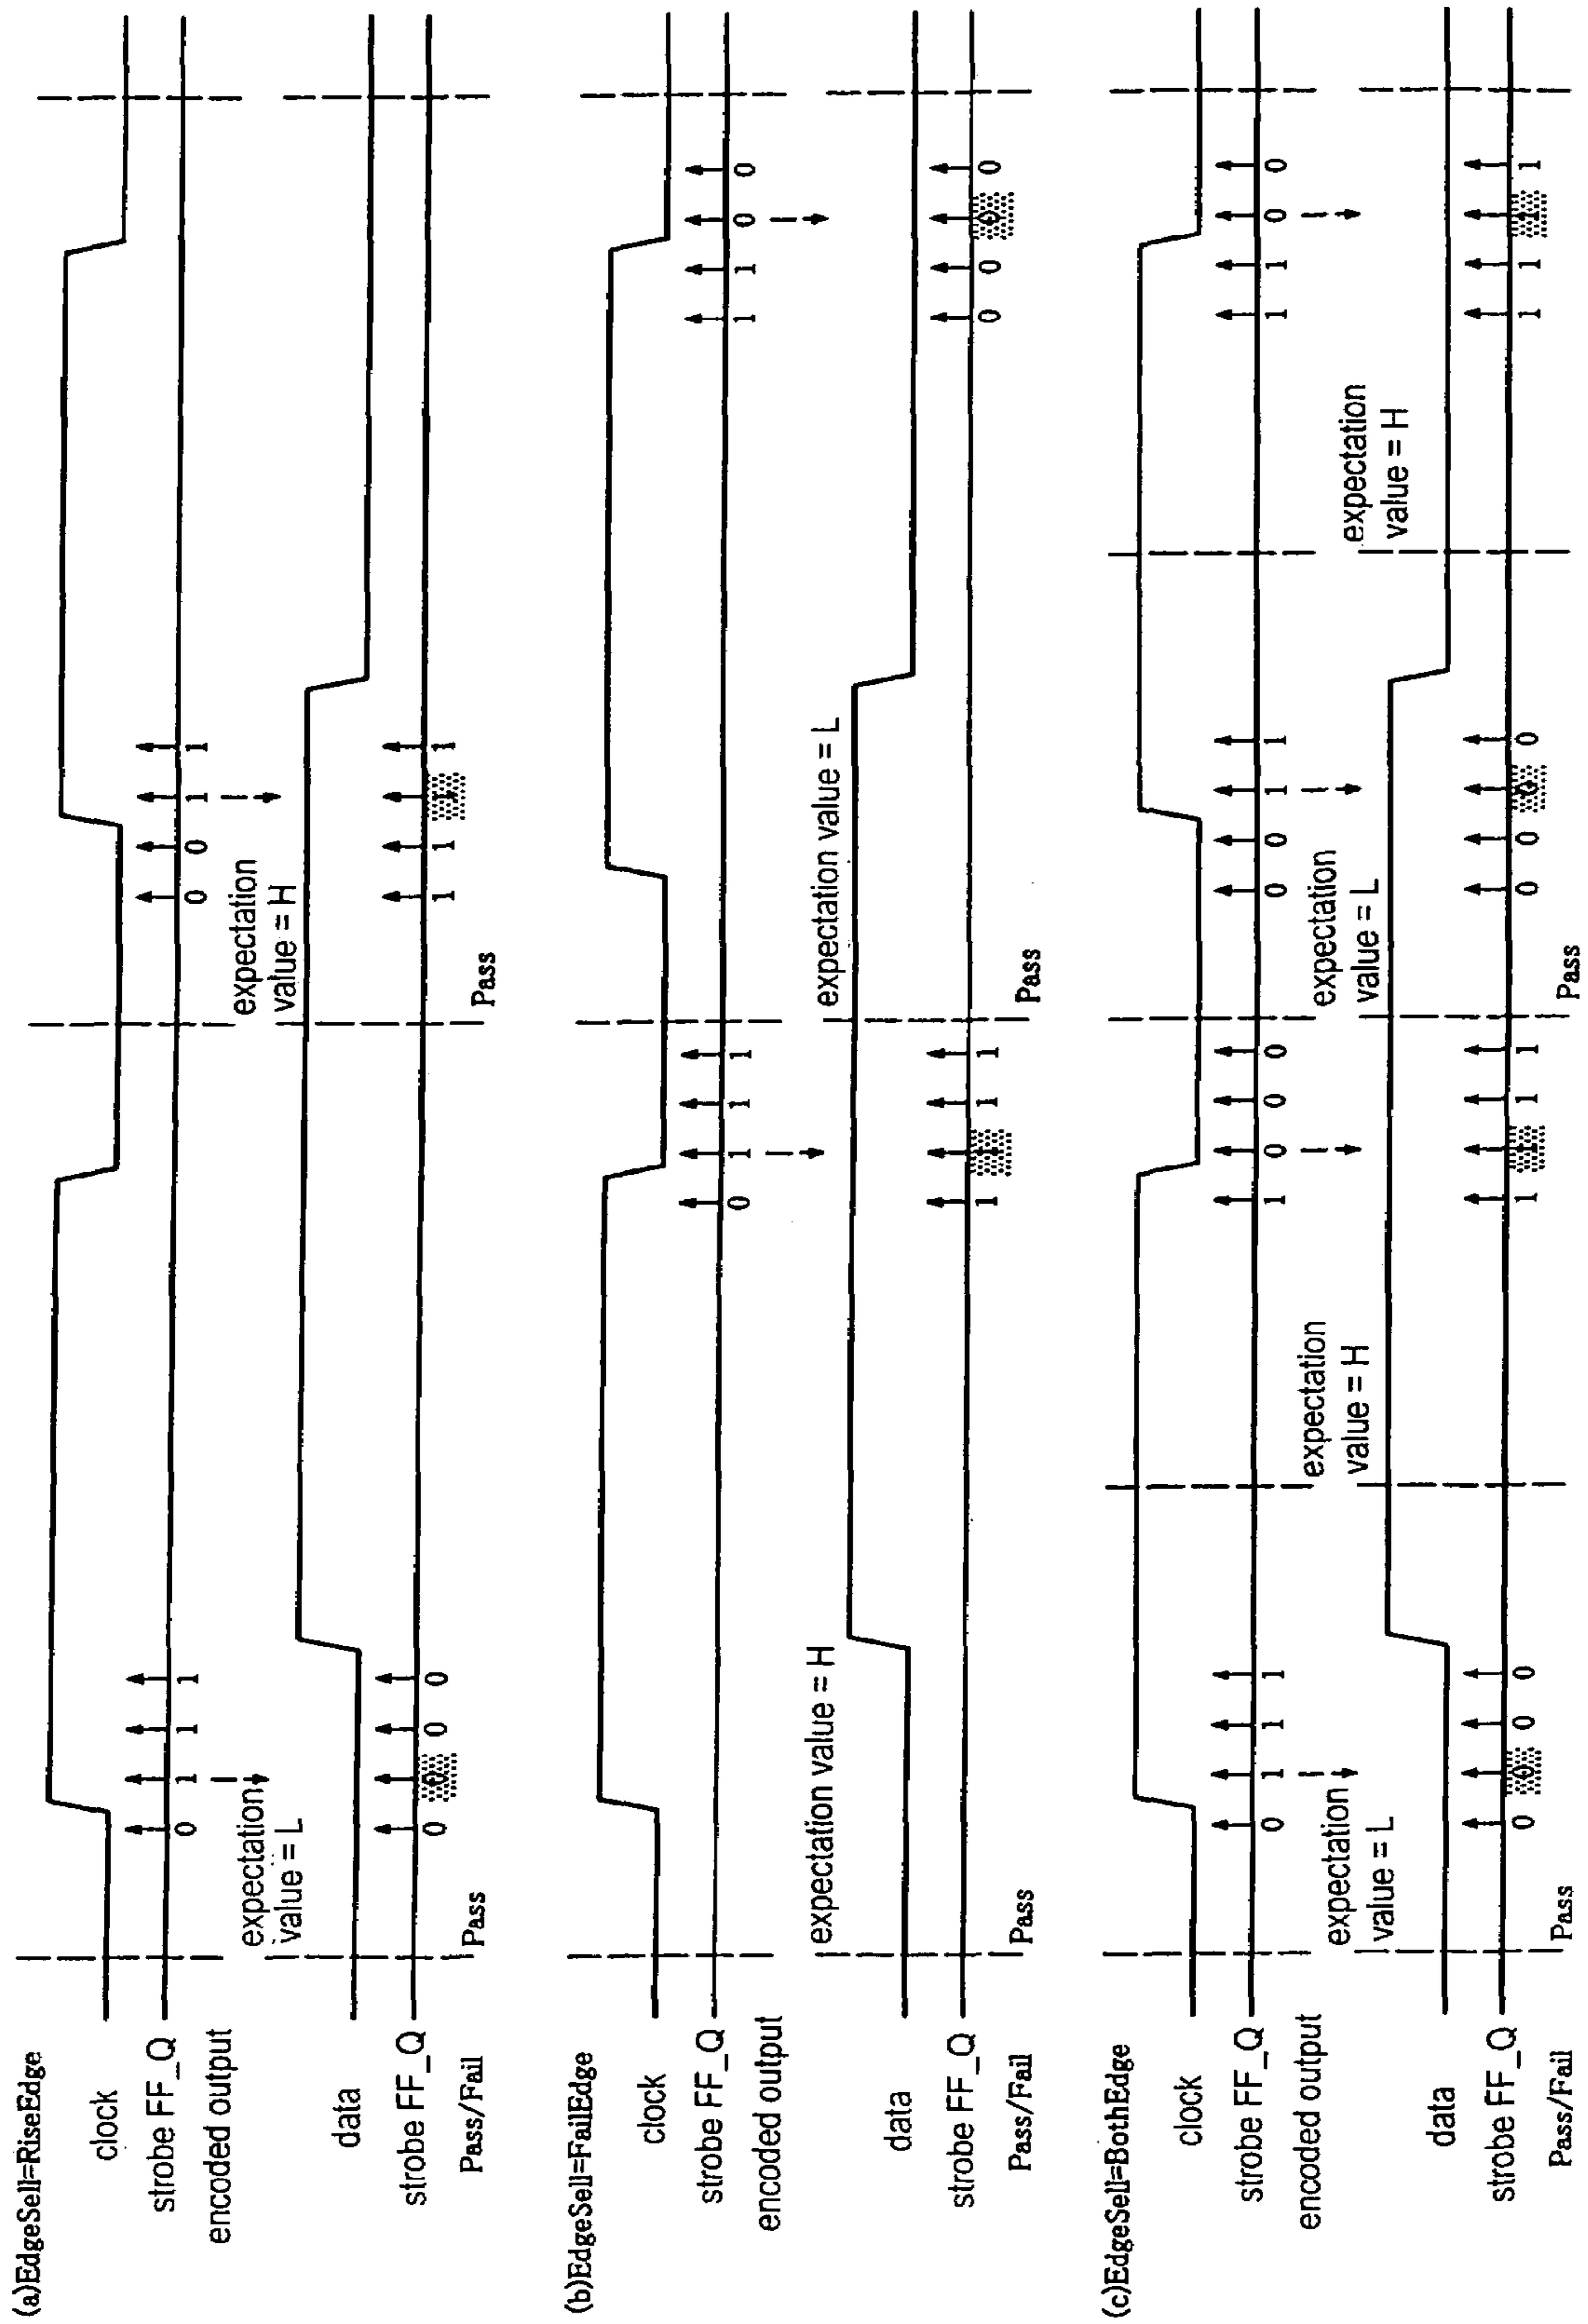 (a)EdgeSell=RiseEdge
clock
strobe FF_Q
0 1 1 1 0 0 1 1
encoded output
expectation
value = L
expectation
value = H
data
strobe FF_Q
0 0 0 0 1 1 1 1
Pass/Fail
Pass
Pass
(b)EdgeSell=FailEdge
clock
strobe FF_Q
0 1 1 1 1 1 0 0
encoded output
expectation value = H
expectation value = L
data
strobe FF_Q
1 1 1 1 0 0 0 0
Pass/Fail
Pass
Pass
(c)EdgeSell=BothEdge
clock
strobe FF_Q
0 1 1 1 1 0 0 0 0 0 1 1 1 1 0 0
encoded output
expectation
value = L
expectation
value = H
expectation
value = L
expectation
value = H
data
strobe FF_Q
0 0 0 0 1 1 1 1 0 0 0 0 1 1 1 1
Pass/Fail
Pass
Pass